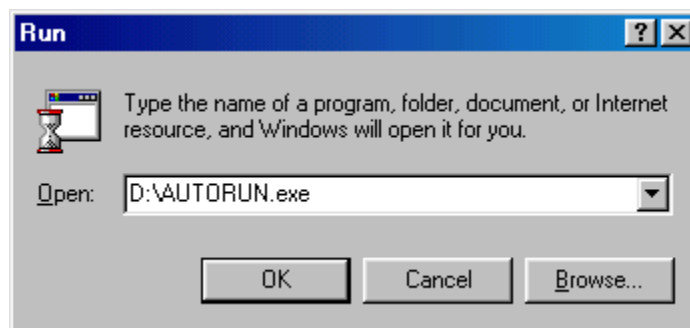 Run
Type the name of a program, folder, document, or Internet
resource, and Windows will open it for you.
Open: D:\AUTORUN.exe
OK Cancel Browse...